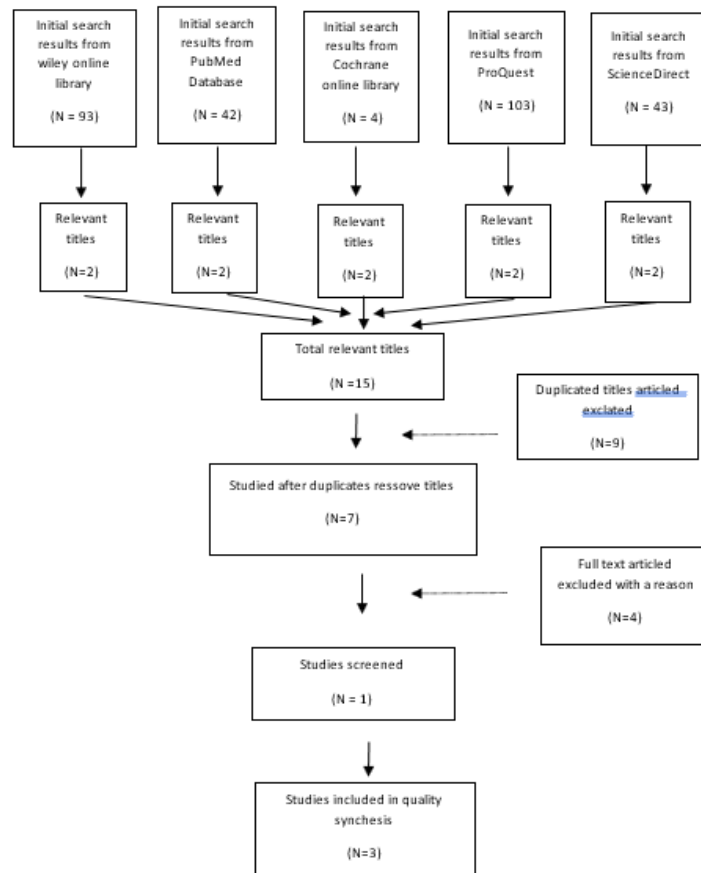 Initial search
results from
wiley online
library
(N = 93)
Initial search
results from
PubMed
Database
(N = 42)
Initial search
results from
Cochrane
online library
(N = 4)
Initial search
results from
ProQuest
(N = 103)
Initial search
results from
ScienceDirect
(N = 43)
Relevant
titles
(N=2)
Relevant
titles
(N=2)
Relevant
titles
(N=2)
Relevant
titles
(N=2)
Relevant
titles
(N=2)
Total relevant titles
(N =15)
Duplicated titles articled
exclated
(N=9)
Studied after duplicates ressove titles
(N=7)
Full text articled
excluded with a reason
(N=4)
Studies screened
(N = 1)
Studies included in quality
synchesis
(N=3)